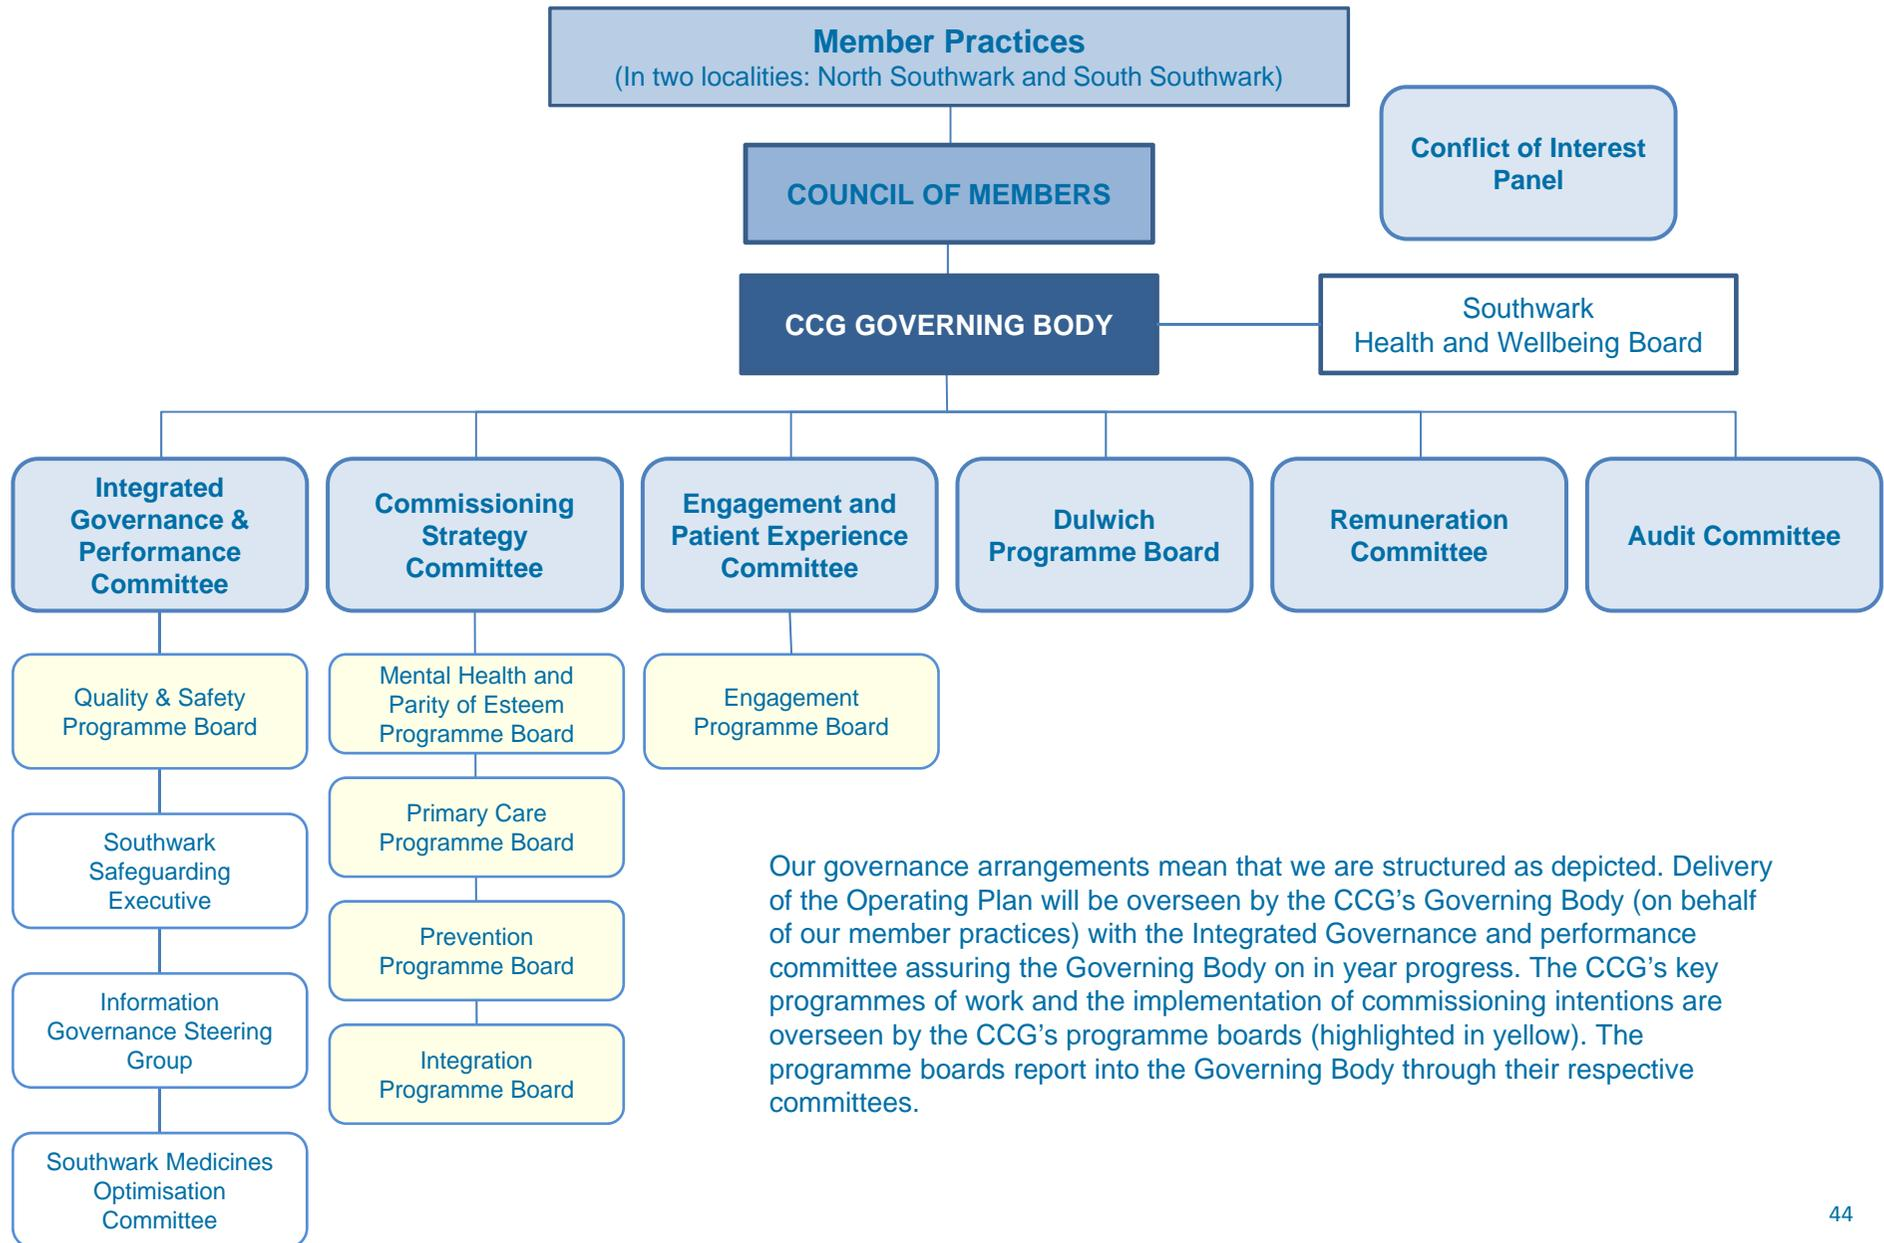 Member Practices
(In two localities: North Southwark and South Southwark)
Conflict of Interest
Panel
COUNCIL OF MEMBERS
CCG GOVERNING BODY
Southwark
Health and Wellbeing Board
Integrated
Governance &
Performance
Committee
Commissioning
Strategy
Committee
Engagement and
Patient Experience
Committee
Dulwich
Programme Board
Remuneration
Committee
Audit Committee
Quality & Safety
Programme Board
Southwark
Safeguarding
Executive
Information
Governance Steering
Group
Southwark Medicines
Optimisation
Committee
Mental Health and
Parity of Esteem
Programme Board
Primary Care
Programme Board
Prevention
Programme Board
Integration
Programme Board
Engagement
Programme Board
Our governance arrangements mean that we are structured as depicted. Delivery
of the Operating Plan will be overseen by the CCG’s Governing Body (on behalf
of our member practices) with the Integrated Governance and performance
committee assuring the Governing Body on in year progress. The CCG’s key
programmes of work and the implementation of commissioning intentions are
overseen by the CCG’s programme boards (highlighted in yellow). The
programme boards report into the Governing Body through their respective
committees.
44